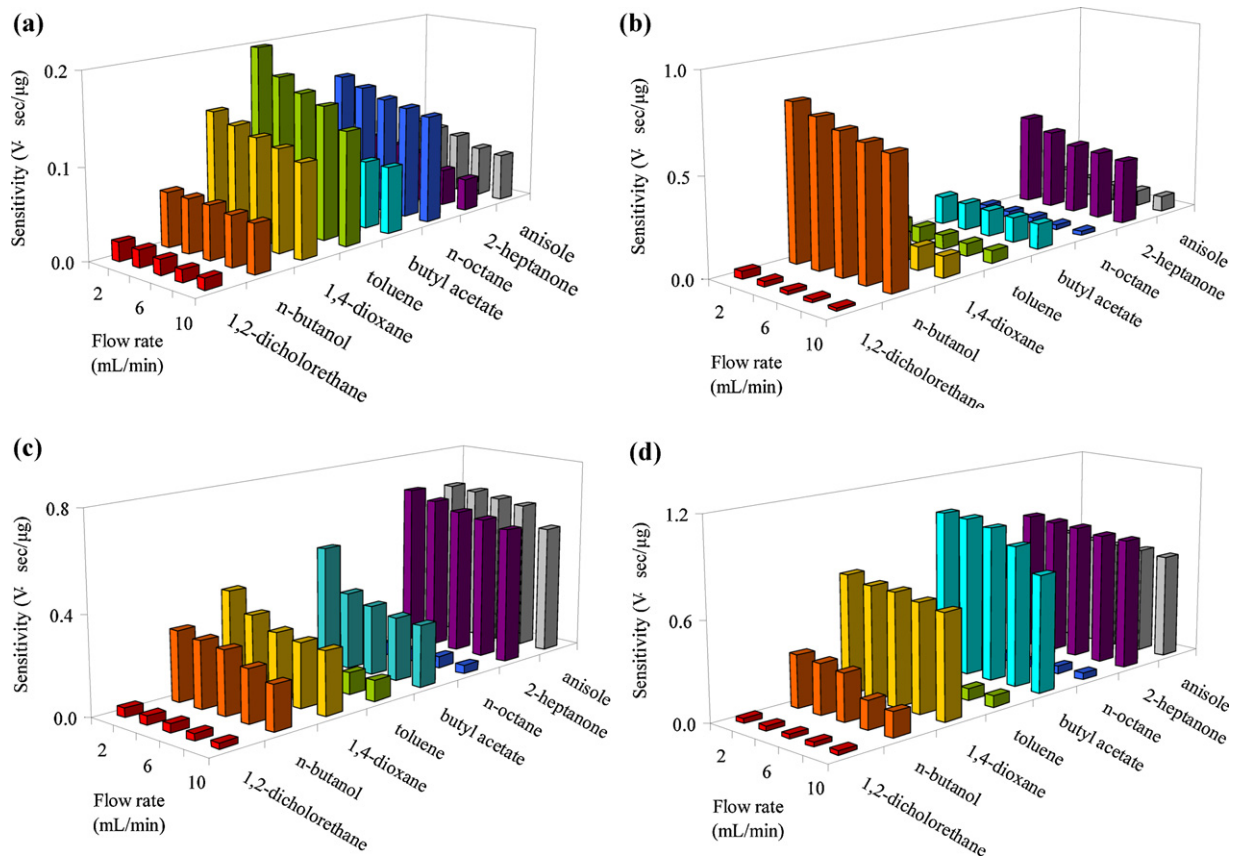 (a)
Sensitivity (V- sec/µg)
0.2
0.1
0.0
2
6
10
Flow rate
(mL/min)
1,2-dicholorethane
n-butanol
1,4-dioxane
toluene
butyl acetate
n-octane
2-heptanone
anisole
(b)
Sensitivity (V- sec/µg)
1.0
0.5
0.0
2
6
10
Flow rate
(mL/min)
1,2-dicholorethane
n-butanol
1,4-dioxane
toluene
butyl acetate
n-octane
2-heptanone
anisole
(c)
Sensitivity (V- sec/µg)
0.8
0.4
0.0
2
6
10
Flow rate
(mL/min)
1,2-dicholorethane
n-butanol
1,4-dioxane
toluene
butyl acetate
n-octane
2-heptanone
anisole
(d)
Sensitivity (V- sec/µg)
1.2
0.6
0.0
2
6
10
Flow rate
(mL/min)
1,2-dicholorethane
n-butanol
1,4-dioxane
toluene
butyl acetate
n-octane
2-heptanone
anisole